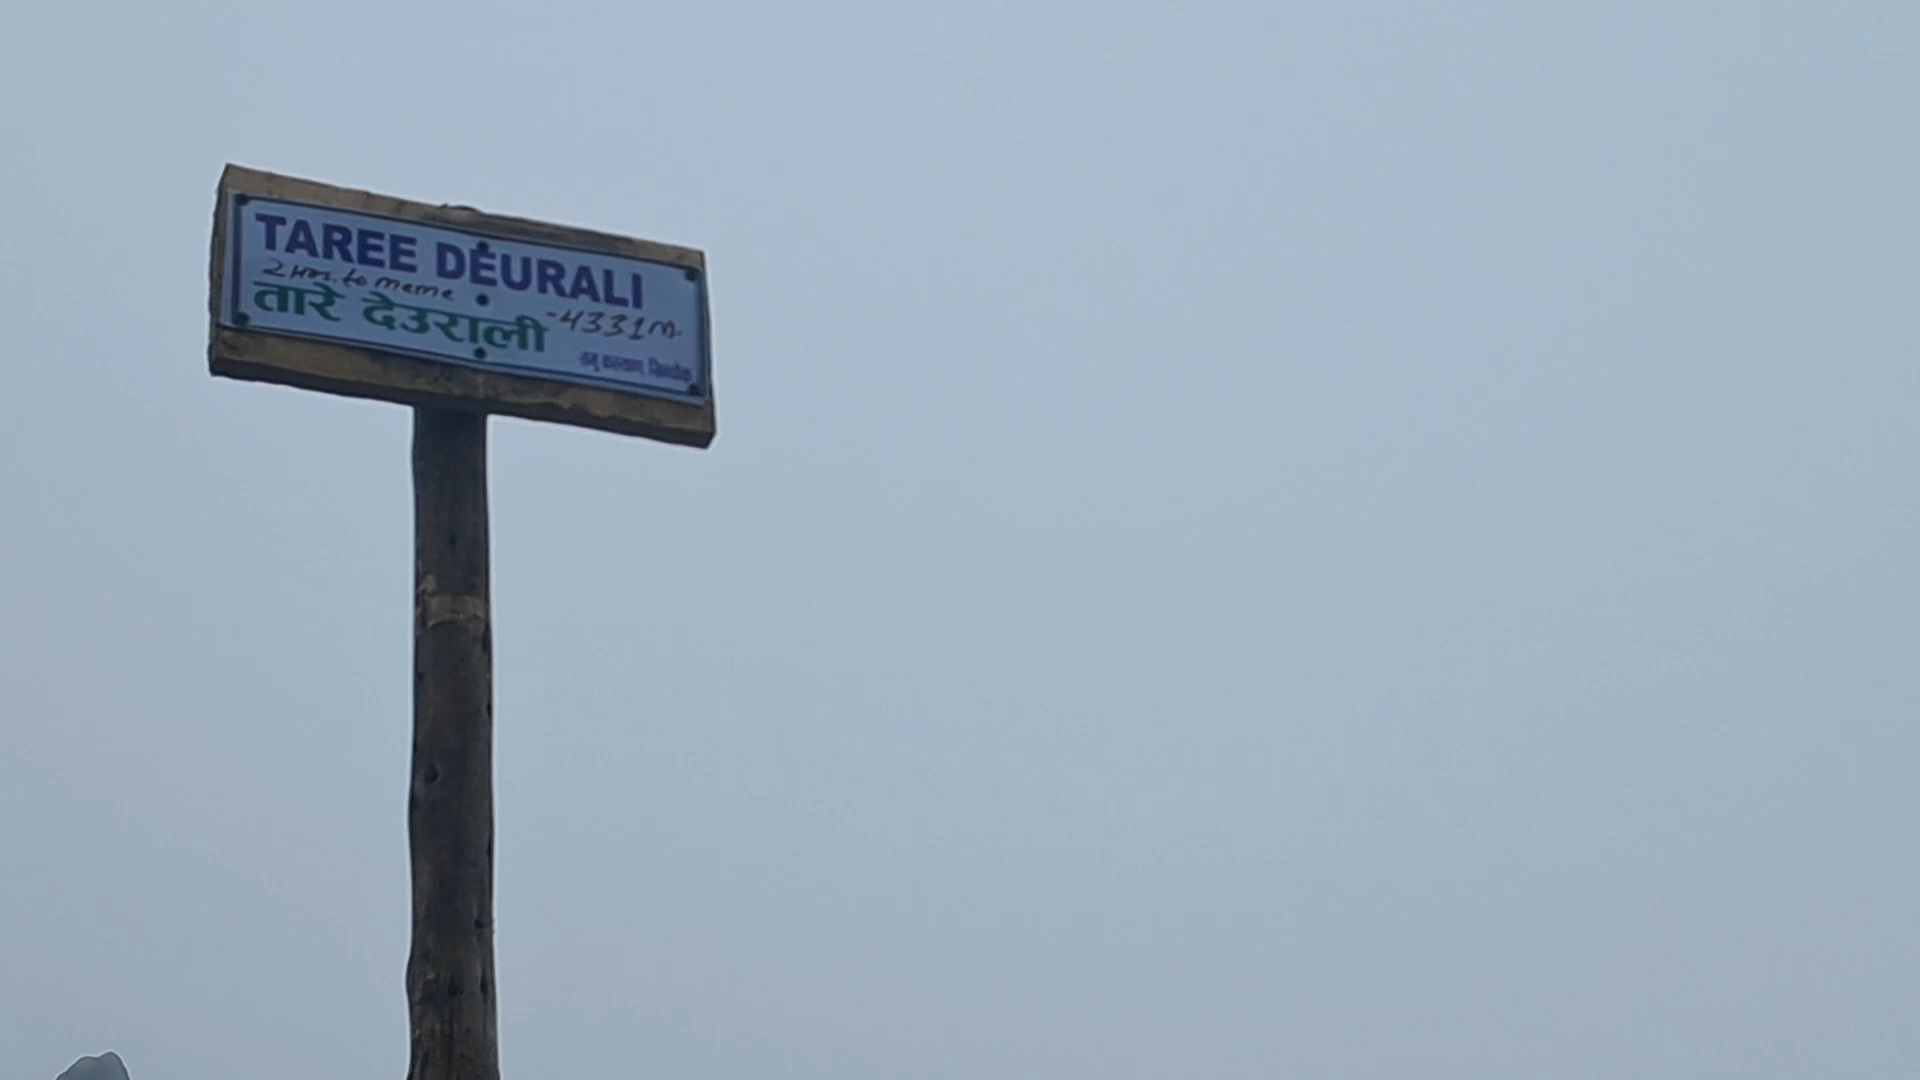 TAREE DEURALI
2 Hrs. to meme
तारे देउराली
-4331m.